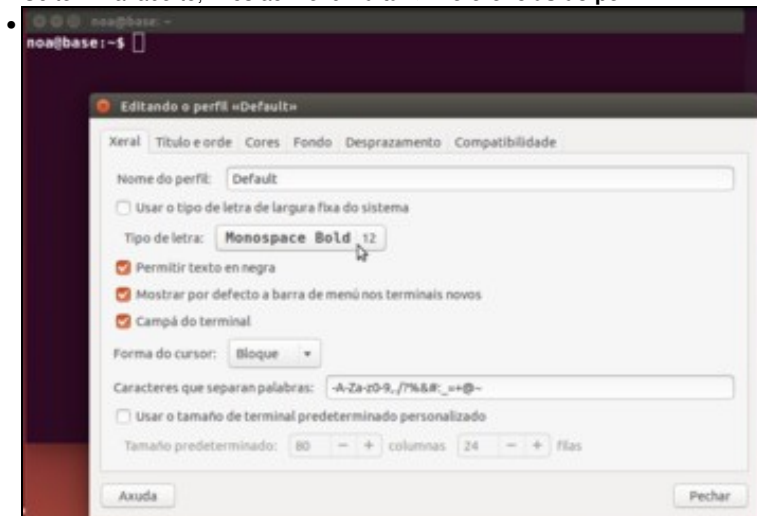 noa@base: ~
noa@base:~$
Editando o perfil «Default»
Xeral Título e orde Cores Fondo Desprazamento Compatibilidade
Nome do perfil: Default
Usar o tipo de letra de largura fixa do sistema
Tipo de letra: Monospace Bold 12
Permitir texto en negra
Mostrar por defecto a barra de menú nos terminais novos
Campá do terminal
Forma do cursor: Bloque
Caracteres que separan palabras: -A-Za-z0-9,./?%&#:_=+@~
Usar o tamaño de terminal predeterminado personalizado
Tamaño predeterminado: 80 - + columnas 24 - + filas
Axuda Pechar